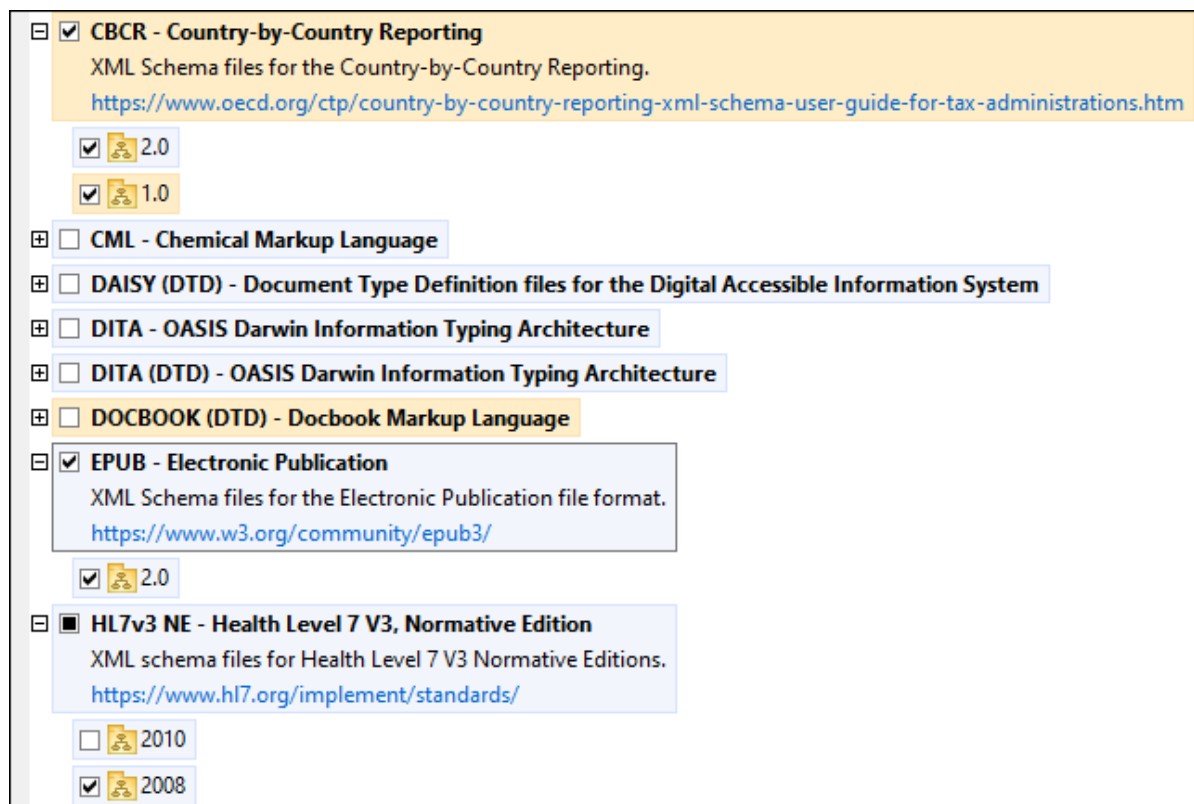 CBCR - Country-by-Country Reporting
XML Schema files for the Country-by-Country Reporting.
https://www.oecd.org/ctp/country-by-country-reporting-xml-schema-user-guide-for-tax-administrations.htm
2.0
1.0
CML - Chemical Markup Language
DAISY (DTD) - Document Type Definition files for the Digital Accessible Information System
DITA - OASIS Darwin Information Typing Architecture
DITA (DTD) - OASIS Darwin Information Typing Architecture
DOCBOOK (DTD) - Docbook Markup Language
EPUB - Electronic Publication
XML Schema files for the Electronic Publication file format.
https://www.w3.org/community/epub3/
2.0
HL7v3 NE - Health Level 7 V3, Normative Edition
XML schema files for Health Level 7 V3 Normative Editions.
https://www.hl7.org/implement/standards/
2010
2008